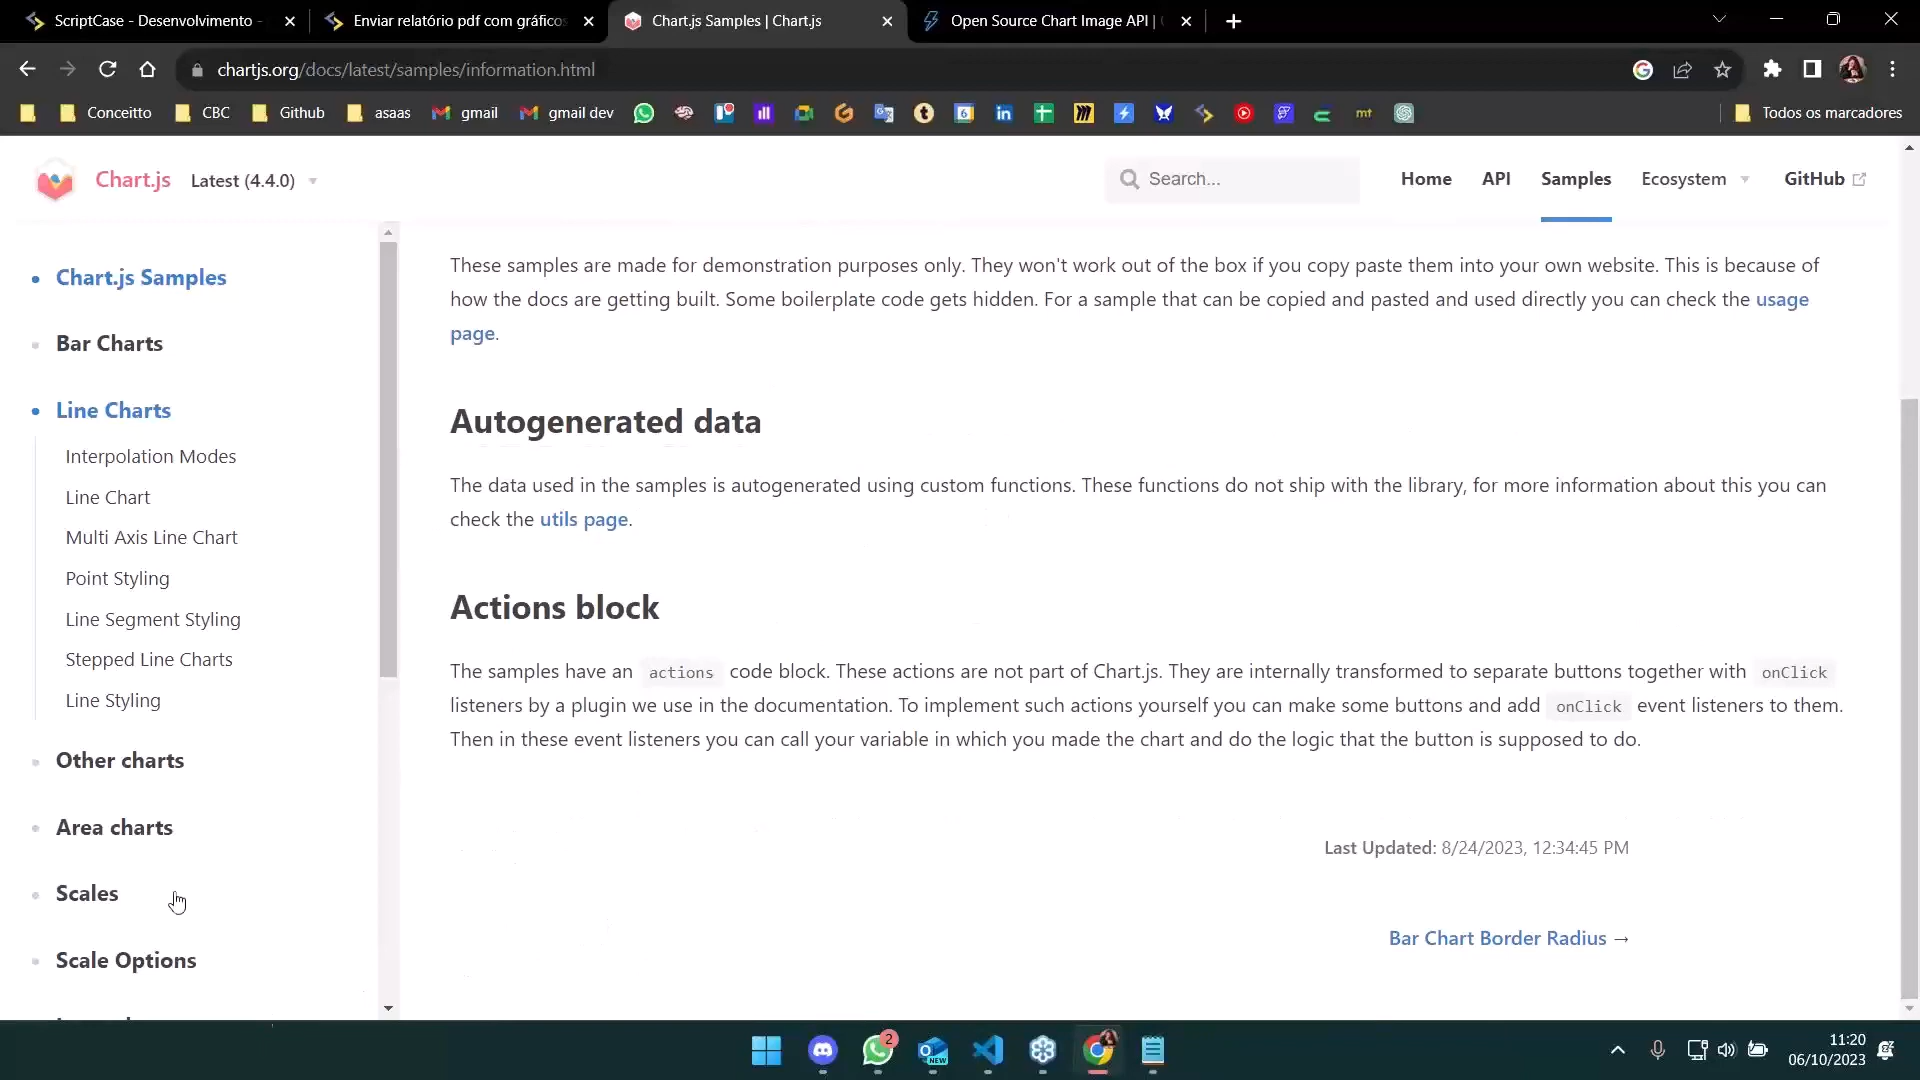 ScriptCase - Desenvolvimento -
Enviar relatório pdf com gráficos
Chart.js Samples | Chart.js
Open Source Chart Image API |
chartjs.org/docs/latest/samples/information.html
Conceitto
CBC
Github
asaas
gmail
gmail dev
Todos os marcadores
Chart.js
Latest (4.4.0)
Search...
Home
API
Samples
Ecosystem
GitHub
Chart.js Samples
Bar Charts
Line Charts
Interpolation Modes
Line Chart
Multi Axis Line Chart
Point Styling
Line Segment Styling
Stepped Line Charts
Line Styling
Other charts
Area charts
Scales
Scale Options
These samples are made for demonstration purposes only. They won't work out of the box if you copy paste them into your own website. This is because of
how the docs are getting built. Some boilerplate code gets hidden. For a sample that can be copied and pasted and used directly you can check the usage
page.
Autogenerated data
The data used in the samples is autogenerated using custom functions. These functions do not ship with the library, for more information about this you can
check the utils page.
Actions block
The samples have an actions code block. These actions are not part of Chart.js. They are internally transformed to separate buttons together with onClick
listeners by a plugin we use in the documentation. To implement such actions yourself you can make some buttons and add onClick event listeners to them.
Then in these event listeners you can call your variable in which you made the chart and do the logic that the button is supposed to do.
Last Updated: 8/24/2023, 12:34:45 PM
Bar Chart Border Radius →
2
NEW
11:20
06/10/2023